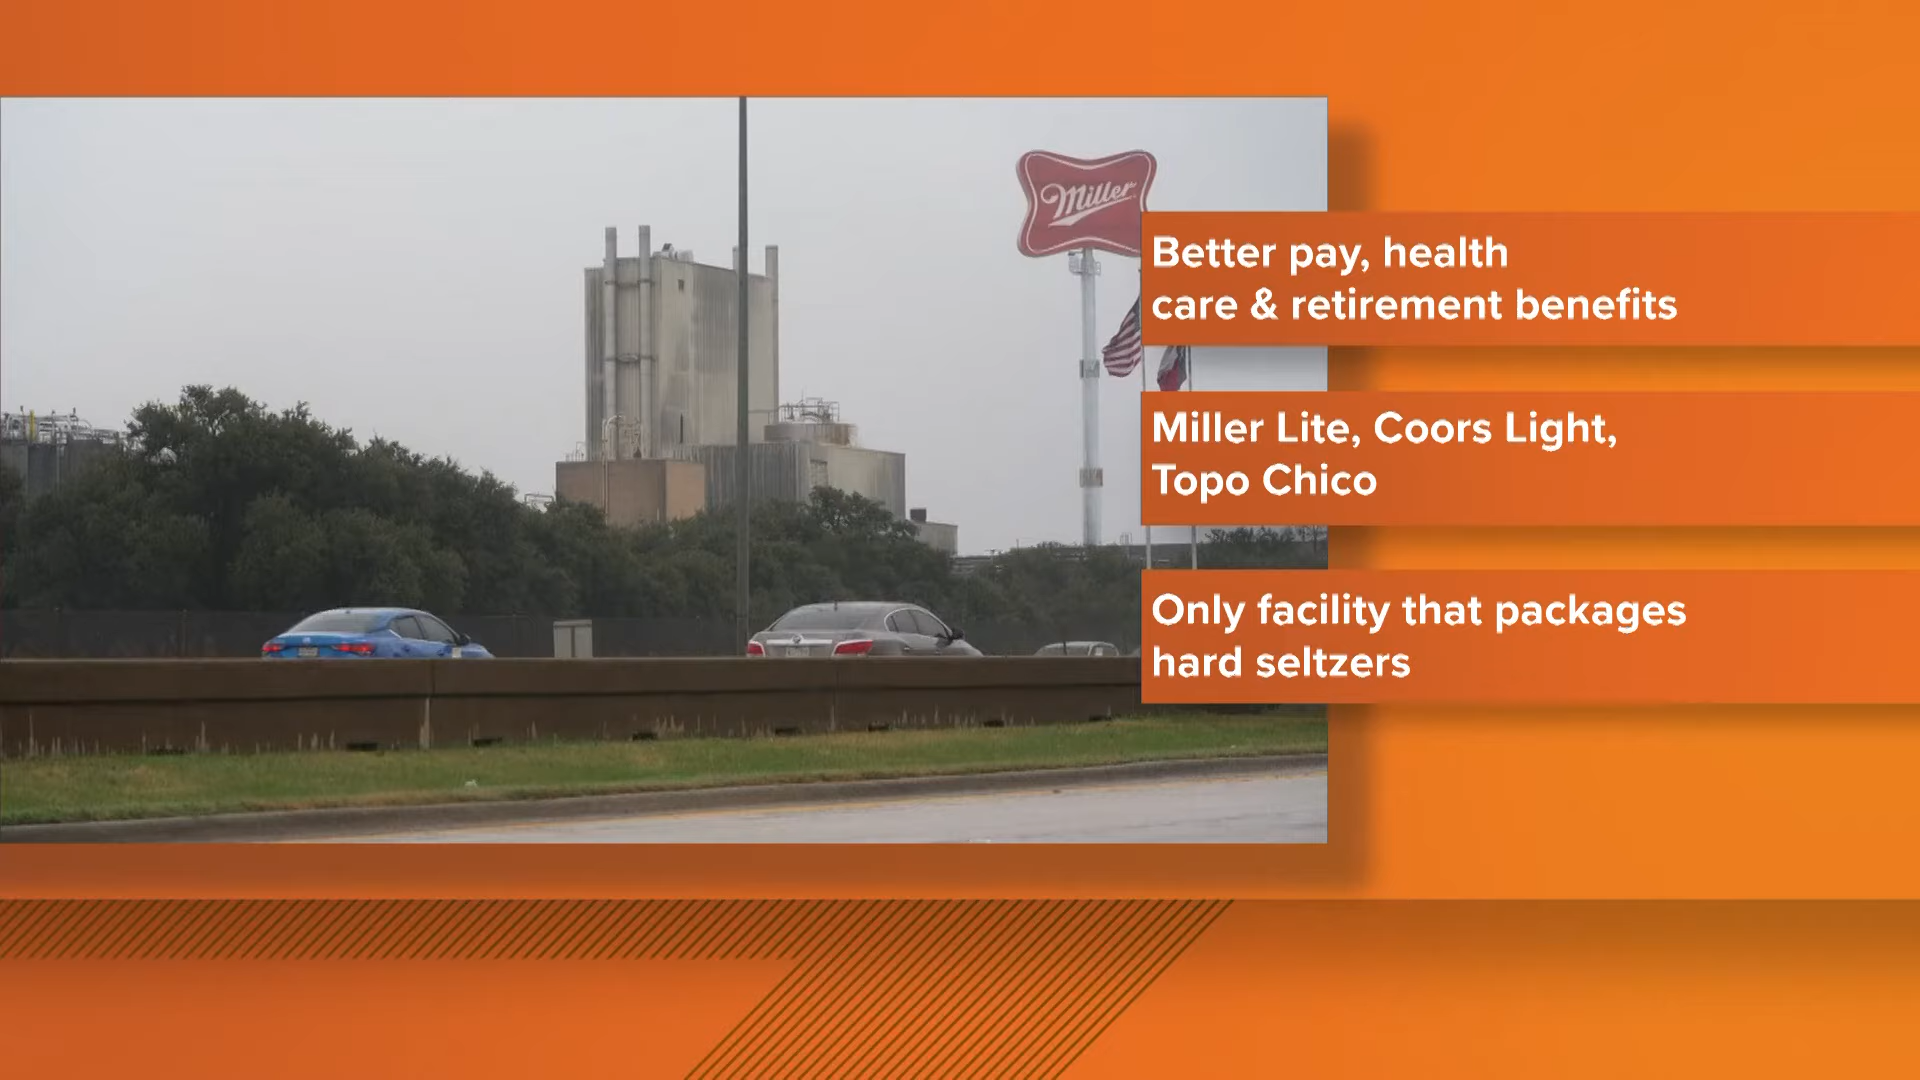 Miller
Better pay, health
care & retirement benefits
Miller Lite, Coors Light,
Topo Chico
Only facility that packages
hard seltzers